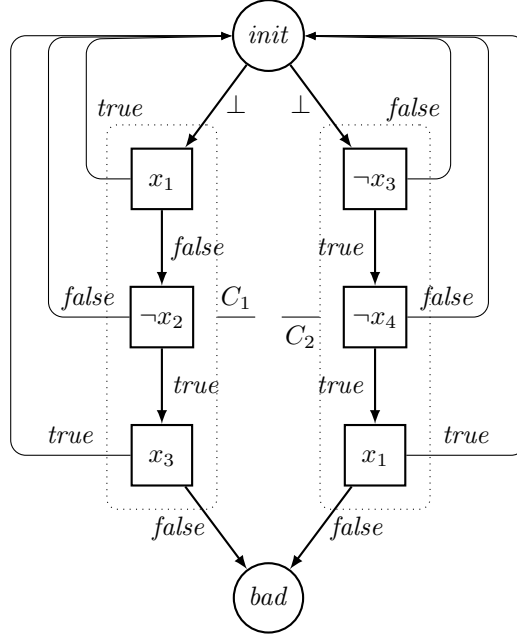 init
⊥ ⊥
true false
x₁ ¬x₃
false true
false ¬x₂ C₁ C₂ ¬x₄ false
true true
true x₃ x₁ true
false false
bad